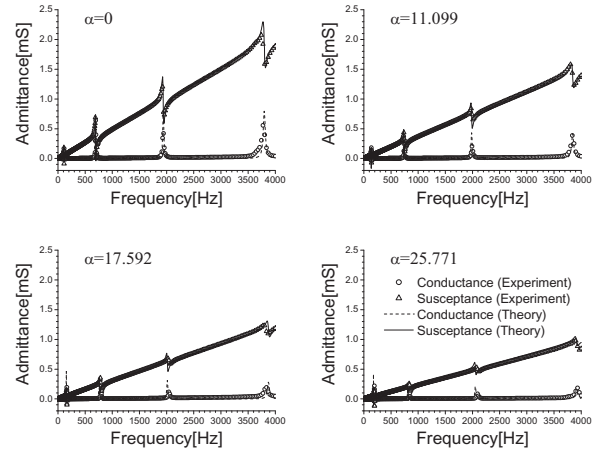 α=0
Admittance[mS]
2.5
2.0
1.5
1.0
0.5
0.0
0 500 1000 1500 2000 2500 3000 3500 4000
Frequency[Hz]
α=11.099
Admittance[mS]
2.5
2.0
1.5
1.0
0.5
0.0
0 500 1000 1500 2000 2500 3000 3500 4000
Frequency[Hz]
α=17.592
Admittance[mS]
2.5
2.0
1.5
1.0
0.5
0.0
0 500 1000 1500 2000 2500 3000 3500 4000
Frequency[Hz]
α=25.771
Admittance[mS]
2.5
2.0
1.5
1.0
0.5
0.0
Conductance (Experiment)
Susceptance (Experiment)
Conductance (Theory)
Susceptance (Theory)
0 500 1000 1500 2000 2500 3000 3500 4000
Frequency[Hz]